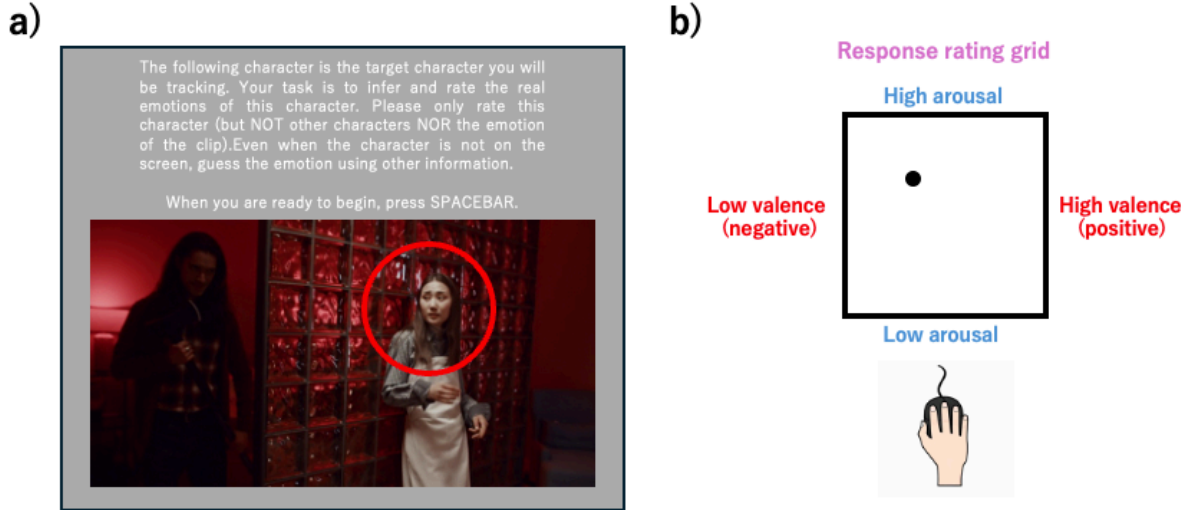 a)
The following character is the target character you will
be tracking. Your task is to infer and rate the real
emotions of this character. Please only rate this
character (but NOT other characters NOR the emotion
of the clip).Even when the character is not on the
screen, guess the emotion using other information.
When you are ready to begin, press SPACEBAR.
b)
Response rating grid
High arousal
Low valence
(negative)
High valence
(positive)
Low arousal